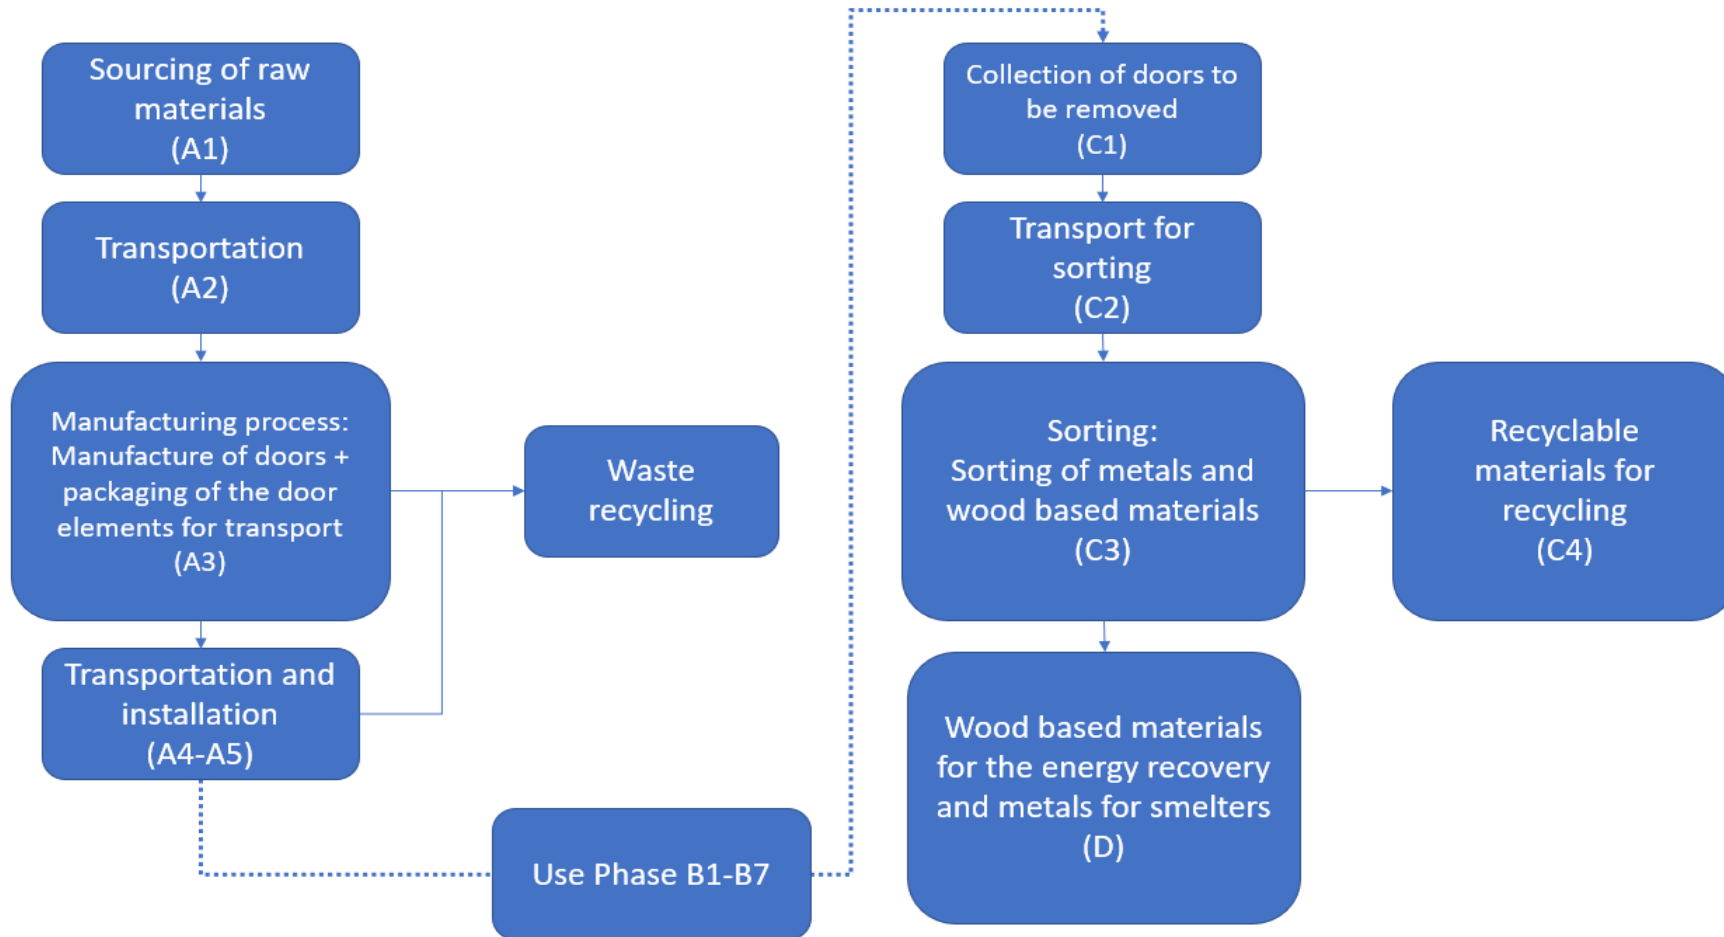 Sourcing of raw
materials
(A1)
Transportation
(A2)
Manufacturing process:
Manufacture of doors +
packaging of the door
elements for transport
(A3)
Transportation and
installation
(A4-A5)
Waste
recycling
Use Phase B1-B7
Collection of doors to
be removed
(C1)
Transport for
sorting
(C2)
Sorting:
Sorting of metals and
wood based materials
(C3)
Recyclable
materials for
recycling
(C4)
Wood based materials
for the energy recovery
and metals for smelters
(D)